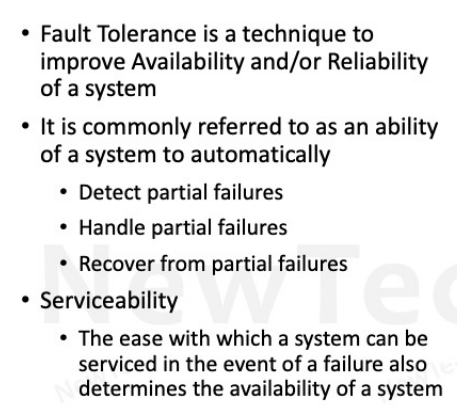 • Fault Tolerance is a technique to
improve Availability and/or Reliability
of a system
• It is commonly referred to as an ability
of a system to automatically
• Detect partial failures
• Handle partial failures
• Recover from partial failures
• Serviceability
• The ease with which a system can be
serviced in the event of a failure also
determines the availability of a system
NewTec